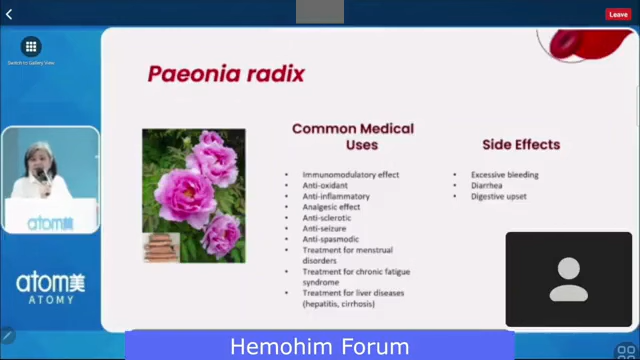 Leave
Switch to Gallery View
Paeonia radix
Common Medical
Uses
• Immunomodulatory effect
• Anti-oxidant
• Anti-inflammatory
• Analgesic effect
• Anti-sclerotic
• Anti-seizure
• Anti-spasmodic
• Treatment for menstrual
disorders
• Treatment for chronic fatigue
syndrome
• Treatment for liver diseases
(hepatitis, cirrhosis)
Side Effects
• Excessive bleeding
• Diarrhea
• Digestive upset
atom美
atom美
ATOMY
Hemohim Forum